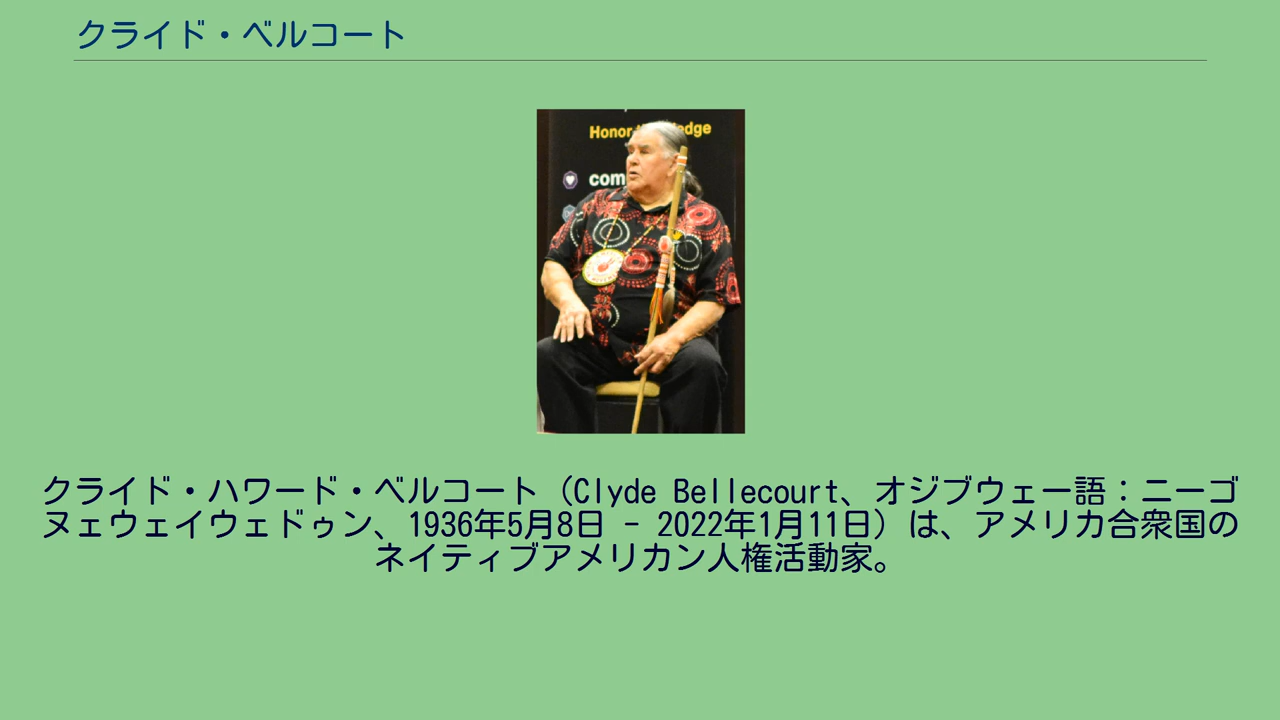 クライド・ベルコート
Honor
edge
com
クライド・ハワード・ベルコート（Clyde Bellecourt、オジブウェー語：ニーゴ
ヌェウェイウェドゥン、1936年5月8日 - 2022年1月11日）は、アメリカ合衆国の
ネイティブアメリカン人権活動家。